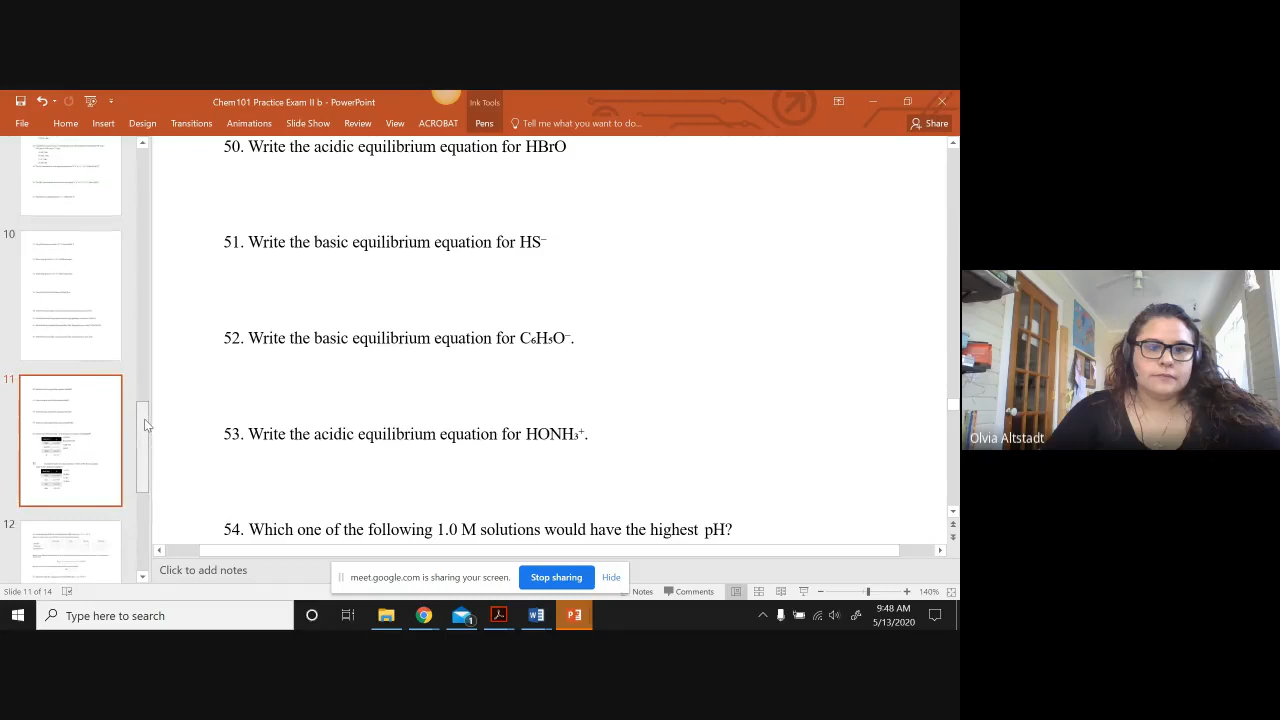 Chem101 Practice Exam II b - PowerPoint
Ink Tools
File
Home
Insert
Design
Transitions
Animations
Slide Show
Review
View
ACROBAT
Pens
Tell me what you want to do...
Share
50. Write the acidic equilibrium equation for HBrO
51. Write the basic equilibrium equation for HS⁻
52. Write the basic equilibrium equation for C₆H₅O⁻.
53. Write the acidic equilibrium equation for HONH₃⁺.
54. Which one of the following 1.0 M solutions would have the highest pH?
10
11
12
Click to add notes
meet.google.com is sharing your screen.
Stop sharing
Hide
Slide 11 of 14
Notes
Comments
140%
Type here to search
1
9:48 AM
5/13/2020
Olvia Altstadt